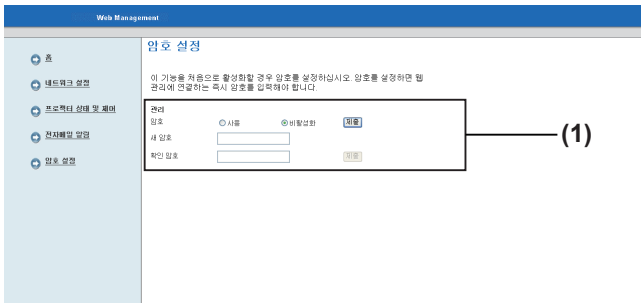 Web Management
홈
네트워크 설정
프로젝터 상태 및 제어
전자메일 알림
암호 설정
암호 설정
이 기능을 처음으로 활성화할 경우 암호를 설정하십시오. 암호를 설정하면 웹
관리에 연결하는 즉시 암호를 입력해야 합니다.
관리
암호 사용 비활성화 제출
새 암호
확인 암호 제출
(1)